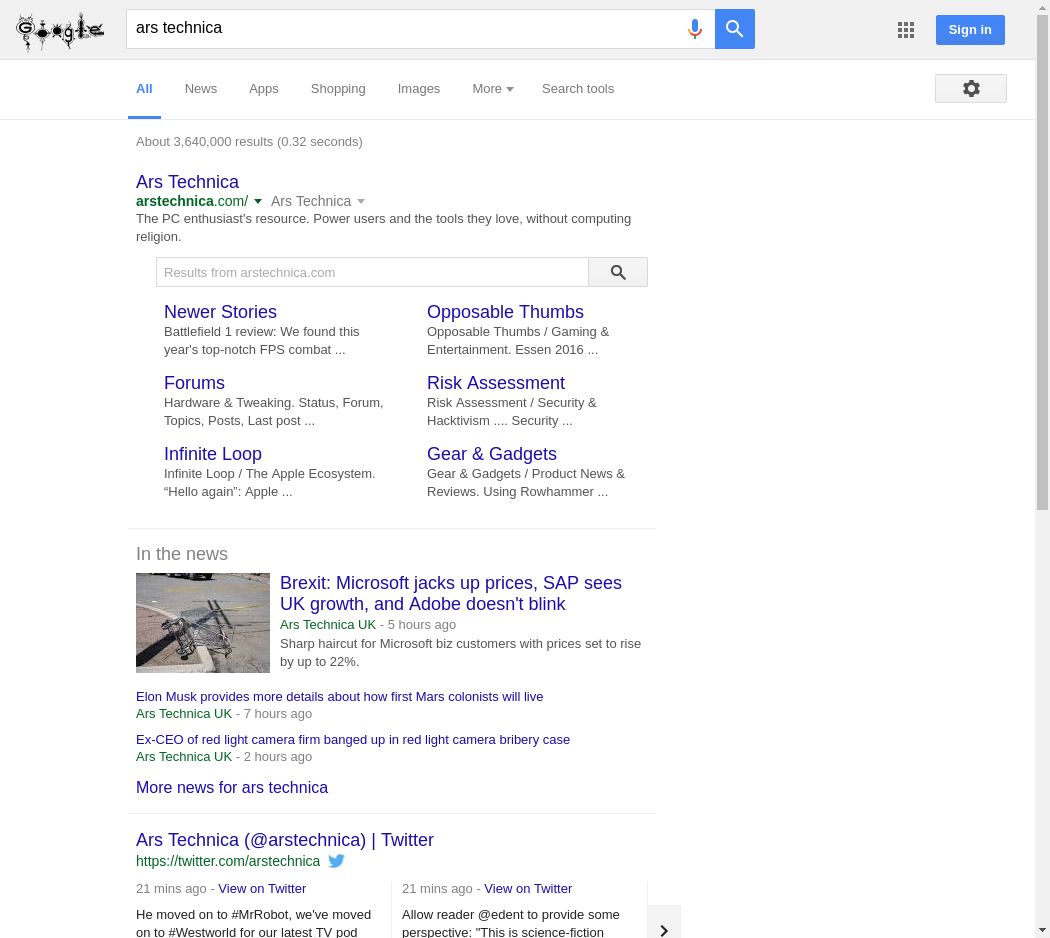 Google
ars technica
Sign in
All News Apps Shopping Images More Search tools
About 3,640,000 results (0.32 seconds)
Ars Technica
arstechnica.com/ Ars Technica
The PC enthusiast's resource. Power users and the tools they love, without computing
religion.
Results from arstechnica.com
Newer Stories
Battlefield 1 review: We found this
year's top-notch FPS combat ...
Opposable Thumbs
Opposable Thumbs / Gaming &
Entertainment. Essen 2016 ...
Forums
Hardware & Tweaking. Status, Forum,
Topics, Posts, Last post ...
Risk Assessment
Risk Assessment / Security &
Hacktivism .... Security ...
Infinite Loop
Infinite Loop / The Apple Ecosystem.
“Hello again”: Apple ...
Gear & Gadgets
Gear & Gadgets / Product News &
Reviews. Using Rowhammer ...
In the news
Brexit: Microsoft jacks up prices, SAP sees
UK growth, and Adobe doesn't blink
Ars Technica UK - 5 hours ago
Sharp haircut for Microsoft biz customers with prices set to rise
by up to 22%.
Elon Musk provides more details about how first Mars colonists will live
Ars Technica UK - 7 hours ago
Ex-CEO of red light camera firm banged up in red light camera bribery case
Ars Technica UK - 2 hours ago
More news for ars technica
Ars Technica (@arstechnica) | Twitter
https://twitter.com/arstechnica
21 mins ago - View on Twitter
He moved on to #MrRobot, we've moved
on to #Westworld for our latest TV pod
21 mins ago - View on Twitter
Allow reader @edent to provide some
perspective: "This is science-fiction